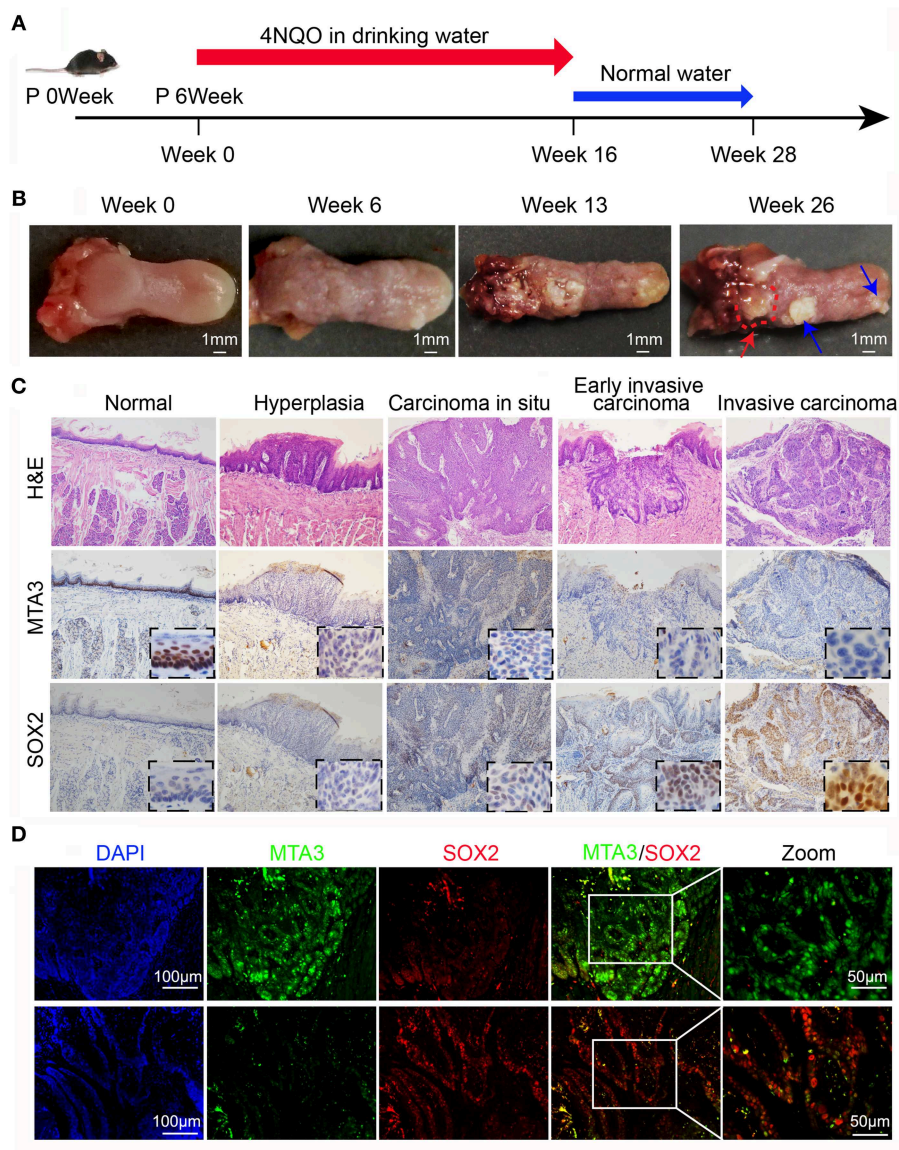 A
4NQO in drinking water
Normal water
P 0Week
P 6Week
Week 0
Week 16
Week 28
B
Week 0
Week 6
Week 13
Week 26
1mm
1mm
1mm
1mm
C
Normal
Hyperplasia
Carcinoma in situ
Early invasive
carcinoma
Invasive carcinoma
H&E
MTA3
SOX2
D
DAPI
MTA3
SOX2
MTA3/SOX2
Zoom
100μm
50μm
100μm
50μm